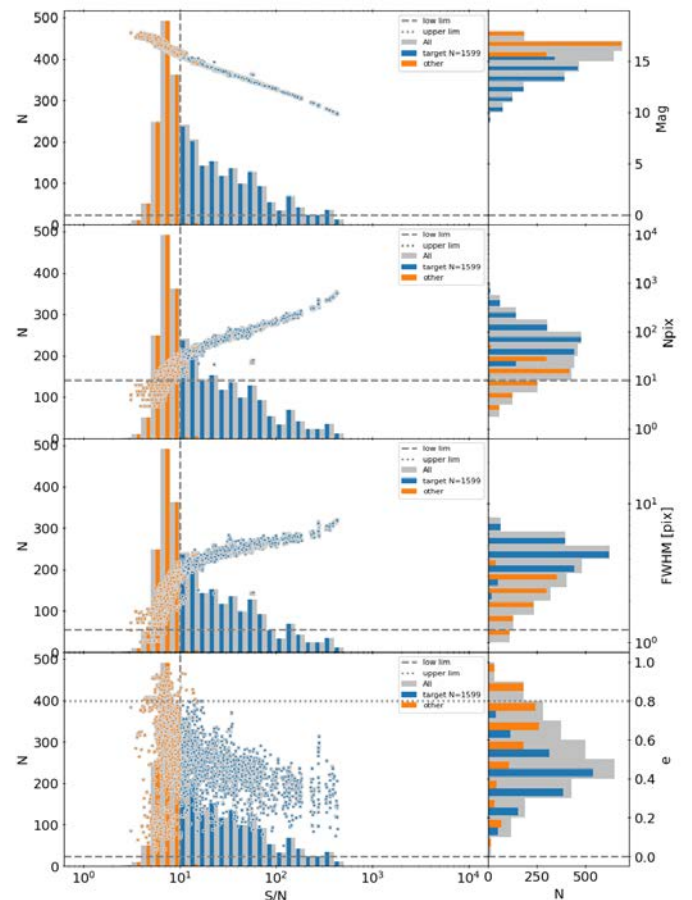 500
400
300
200
100
0
N
low lim
upper lim
All
target N=1599
other
15
10
5
0
Mag
500
400
300
200
100
0
N
low lim
upper lim
All
target N=1599
other
10⁴
10³
10²
10¹
10⁰
Npix
500
400
300
200
100
0
N
low lim
upper lim
All
target N=1599
other
10¹
10⁰
FWHM [pix]
500
400
300
200
100
0
N
low lim
upper lim
All
target N=1599
other
1.0
0.8
0.6
0.4
0.2
0.0
e
10⁰
10¹
10²
10³
10⁴
S/N
0
250
500
N